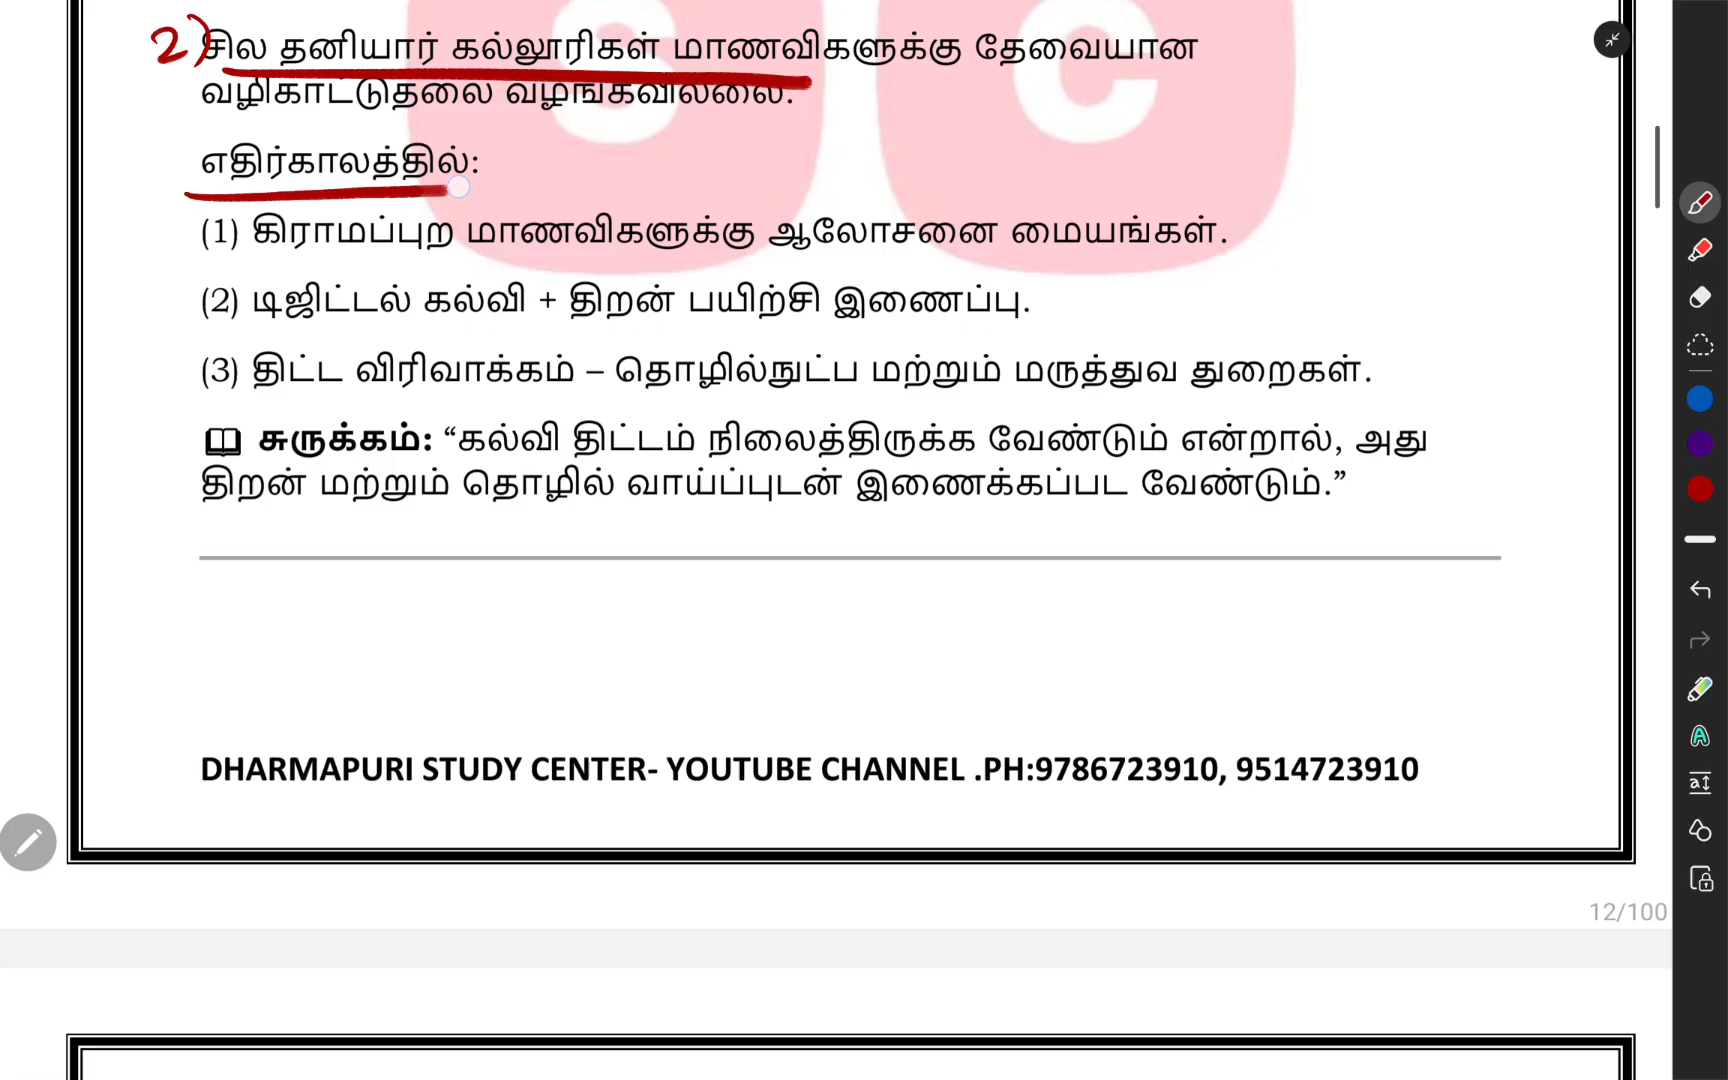 2) சில தனியார் கல்லூரிகள் மாணவிகளுக்கு தேவையான
வழிகாட்டுதலை வழங்கவில்லை.
எதிர்காலத்தில்:
(1) கிராமப்புற மாணவிகளுக்கு ஆலோசனை மையங்கள்.
(2) டிஜிட்டல் கல்வி + திறன் பயிற்சி இணைப்பு.
(3) திட்ட விரிவாக்கம் – தொழில்நுட்ப மற்றும் மருத்துவ துறைகள்.
சுருக்கம்: “கல்வி திட்டம் நிலைத்திருக்க வேண்டும் என்றால், அது
திறன் மற்றும் தொழில் வாய்ப்புடன் இணைக்கப்பட வேண்டும்.”
DHARMAPURI STUDY CENTER- YOUTUBE CHANNEL .PH:9786723910, 9514723910
12/100
S C